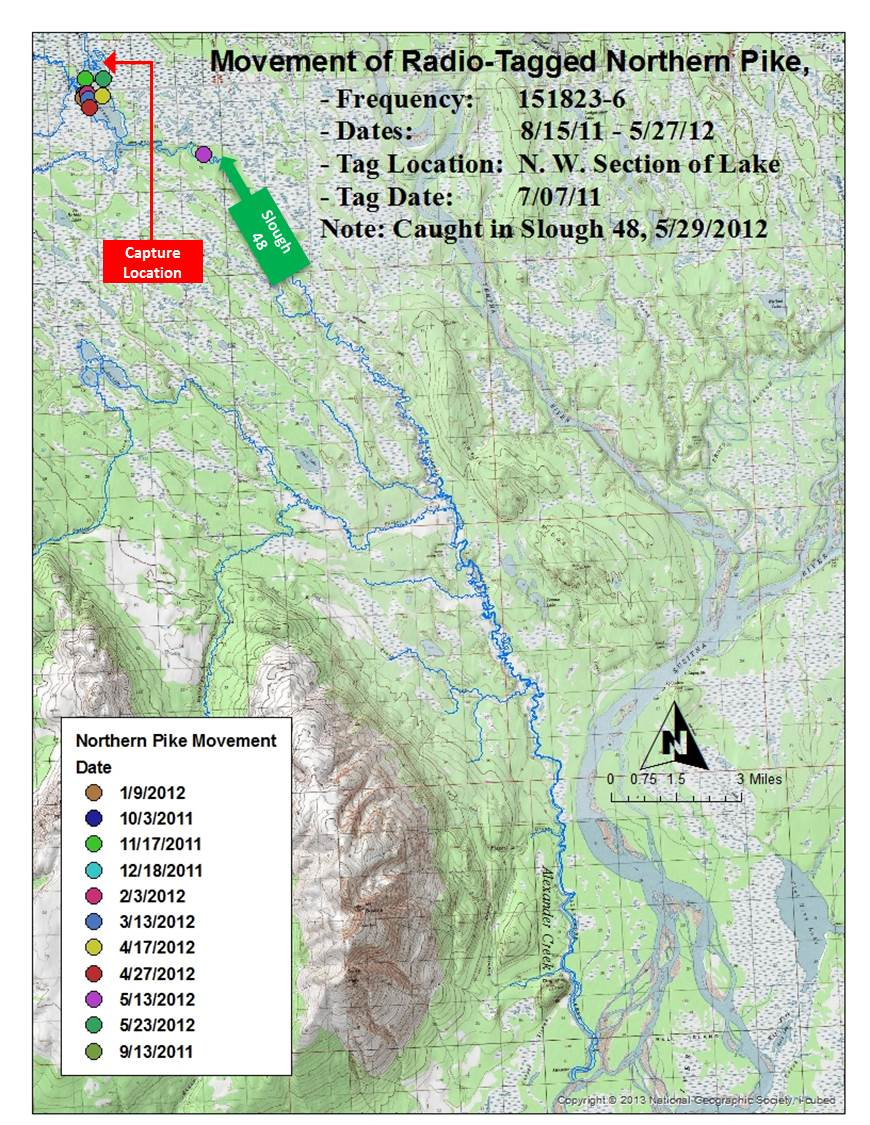 Movement of Radio-Tagged Northern Pike,
- Frequency: 151823-6
- Dates: 8/15/11 - 5/27/12
- Tag Location: N. W. Section of Lake
- Tag Date: 7/07/11
Note: Caught in Slough 48, 5/29/2012
Slough
48
Capture
Location
RIVER
RIVER
SUSITNA
N
0 0.75 1.5 3 Miles
Northern Pike Movement
Date
1/9/2012
10/3/2011
11/17/2011
12/18/2011
2/3/2012
3/13/2012
4/17/2012
4/27/2012
5/13/2012
5/23/2012
9/13/2011
Alexander Creek
Copyright © 2013 National Geographic Society, i-cubed